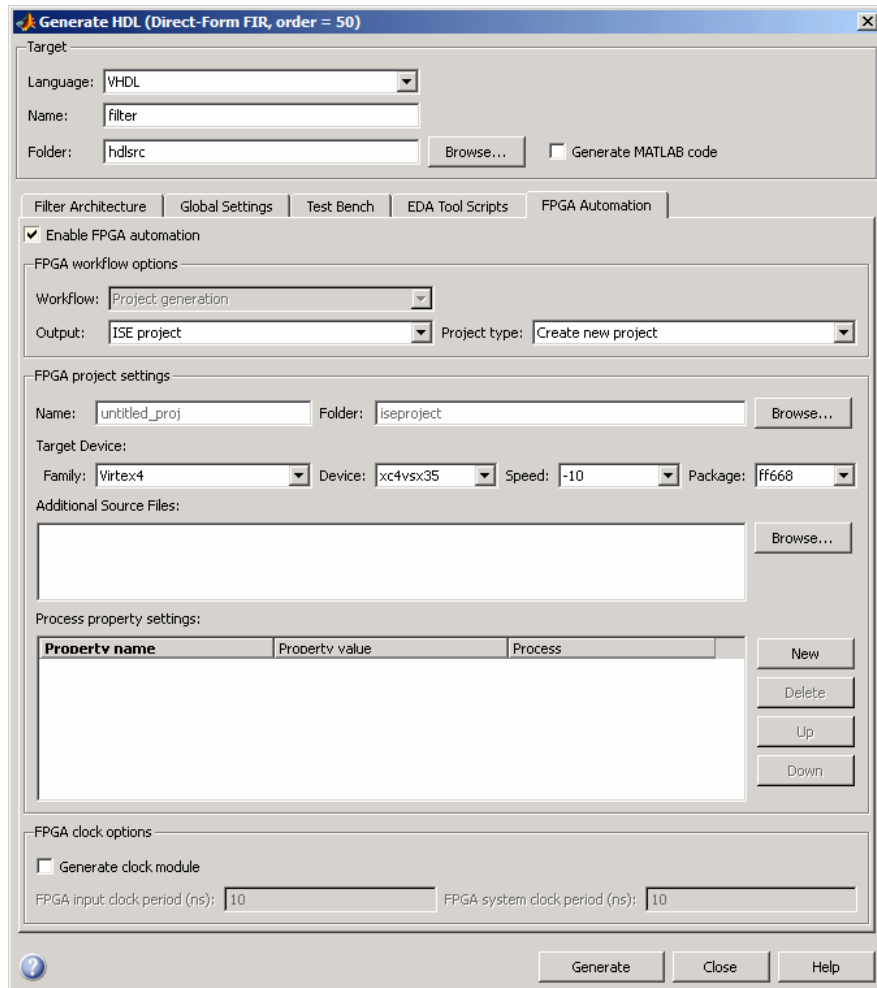 Generate HDL (Direct-Form FIR, order = 50)
Target
Language: VHDL
Name: filter
Folder: hdlsrc Browse... Generate MATLAB code
Filter Architecture Global Settings Test Bench EDA Tool Scripts FPGA Automation
Enable FPGA automation
FPGA workflow options
Workflow: Project generation
Output: ISE project Project type: Create new project
FPGA project settings
Name: untitled_proj Folder: iseproject Browse...
Target Device:
Family: Virtex4 Device: xc4vsx35 Speed: -10 Package: ff668
Additional Source Files:
Browse...
Process property settings:
Property name Property value Process
New
Delete
Up
Down
FPGA clock options
Generate clock module
FPGA input clock period (ns): 10 FPGA system clock period (ns): 10
? Generate Close Help